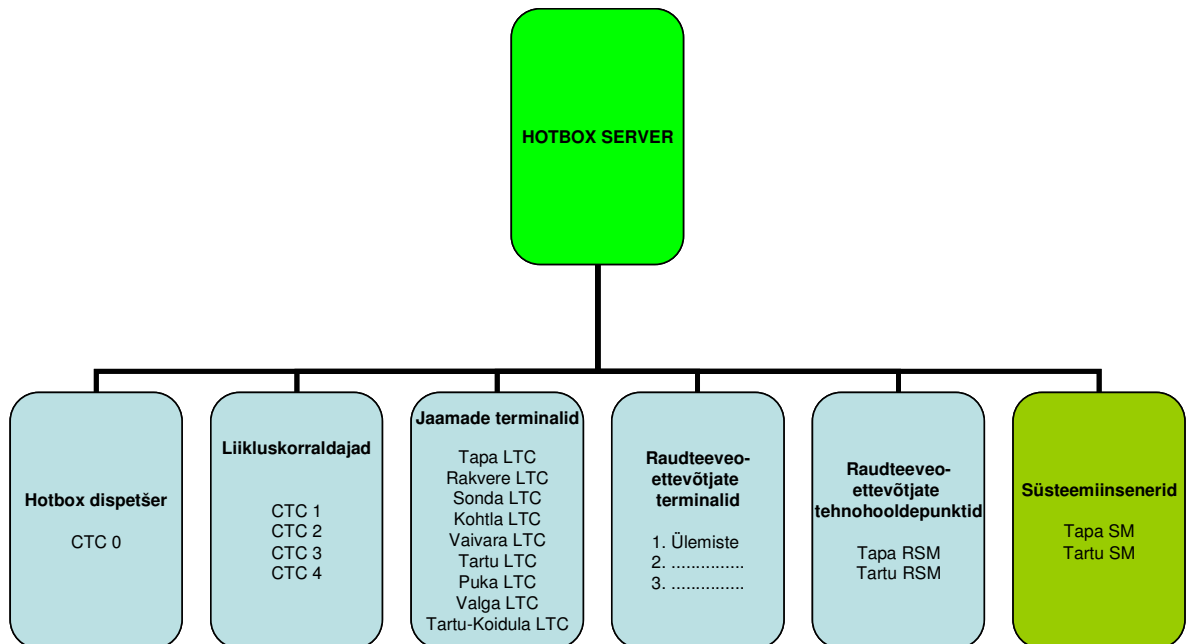 HOTBOX SERVER
Hotbox dispetšer
CTC 0
Liikluskorraldajad
CTC 1
CTC 2
CTC 3
CTC 4
Jaamade terminalid
Tapa LTC
Rakvere LTC
Sonda LTC
Kohtla LTC
Vaivara LTC
Tartu LTC
Puka LTC
Valga LTC
Tartu-Koidula LTC
Raudteeveo-
ettevõtjate
terminalid
1. Ülemiste
2. ...............
3. ...............
Raudteeveo-
ettevõtjate
tehnohooldepunktid
Tapa RSM
Tartu RSM
Süsteemiinsenerid
Tapa SM
Tartu SM